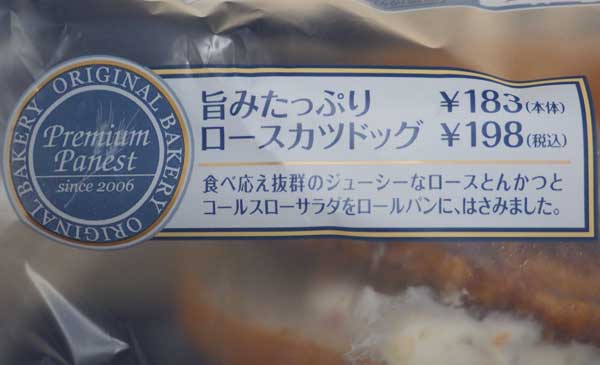 BAKERY ORIGINAL BAKERY ORIGINAL
Premium
Panest
since 2006
旨みたっぷり ¥183(本体)
ロースカツドッグ ¥198(税込)
食べ応え抜群のジューシーなロースとんかつと
コールスローサラダをロールパンに、はさみました。